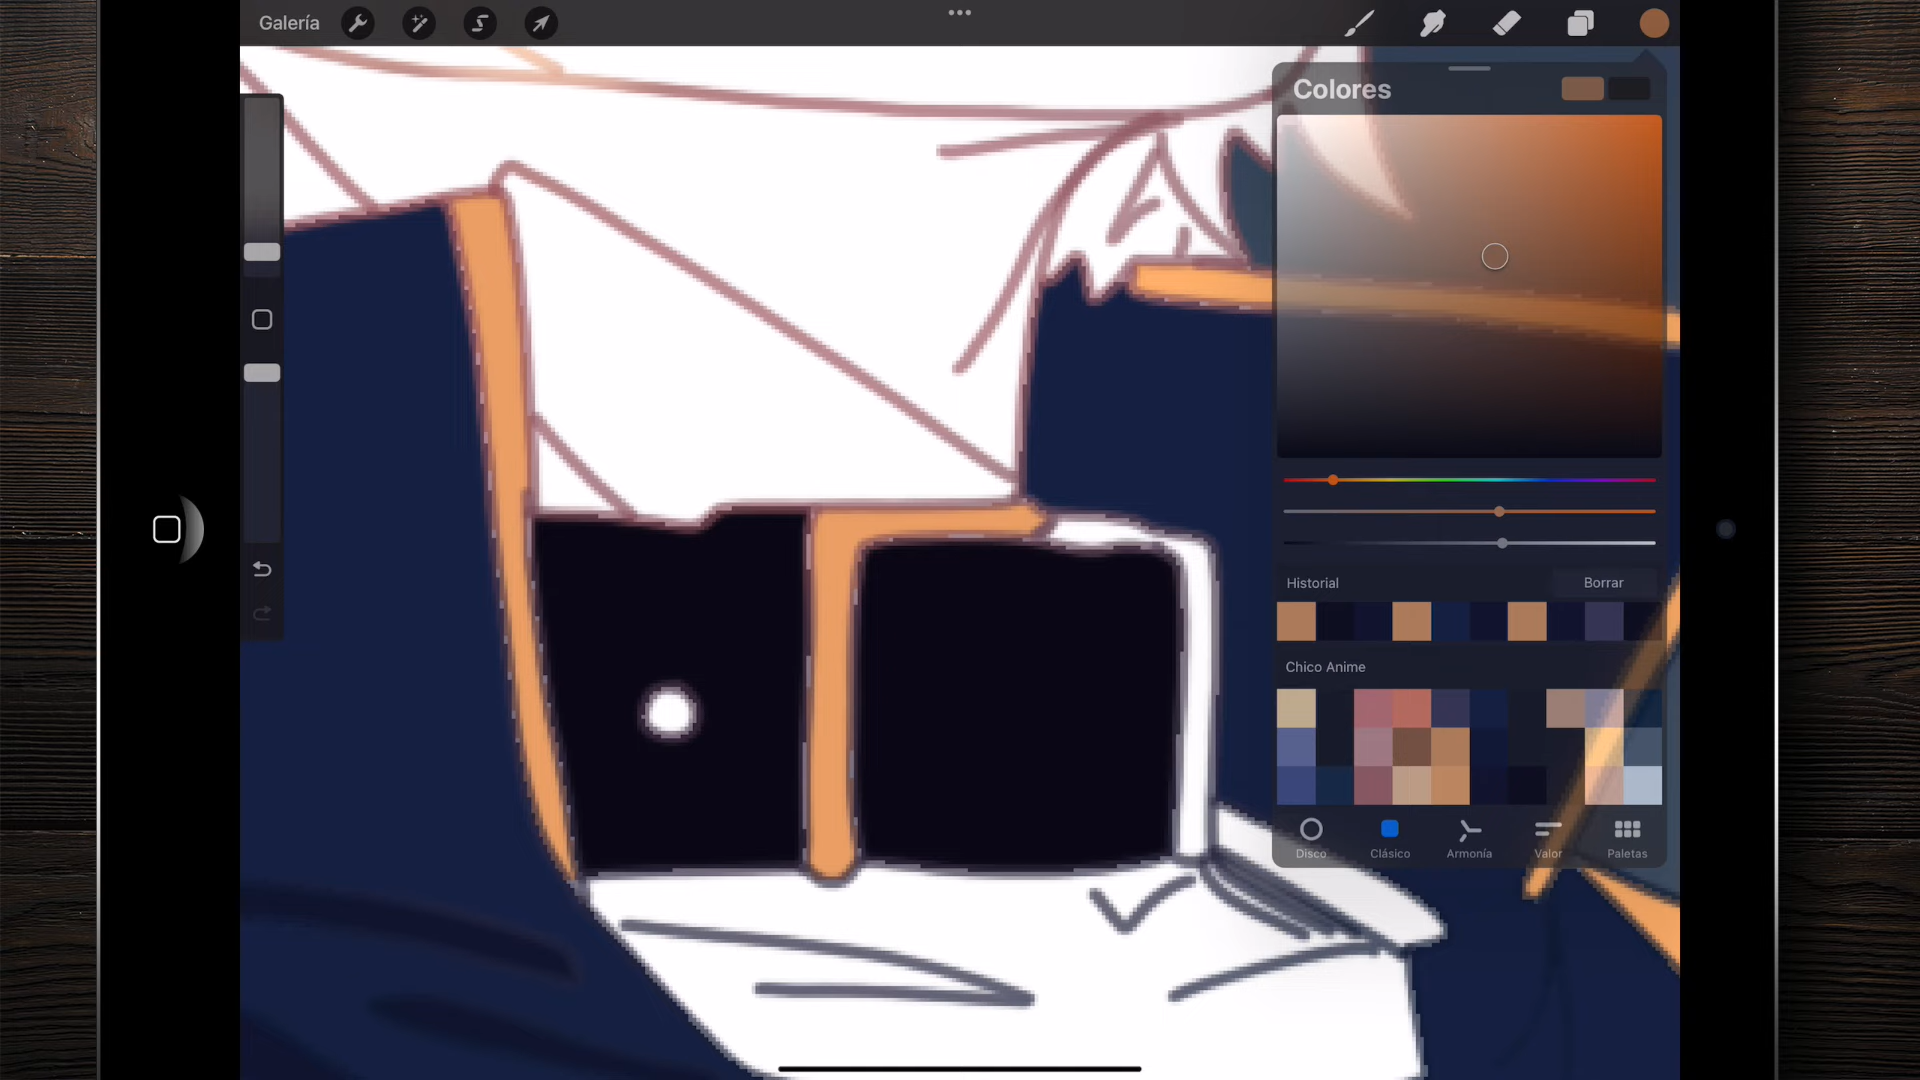 Galería
Colores
Historial
Borrar
Chico Anime
Disco
Clásico
Armonía
Valor
Paletas